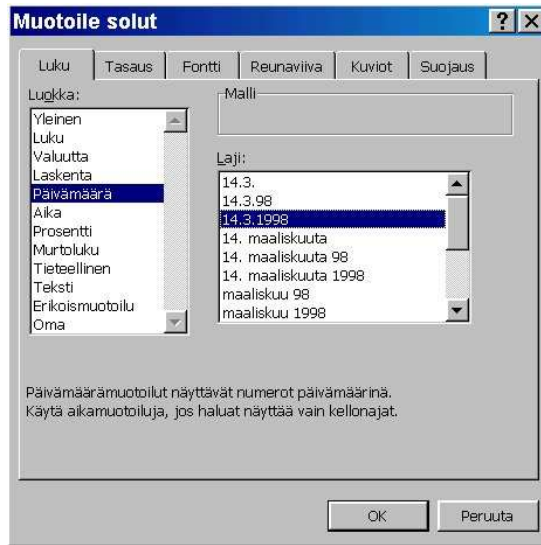 Muotoile solut
Luku Tasaus Fontti Reunaviiva Kuviot Suojaus
Luokka:
Yleinen
Luku
Valuutta
Laskenta
Päivämäärä
Aika
Prosentti
Murtoluku
Tieteellinen
Teksti
Erikoismuotoilu
Oma
Malli
Laji:
14.3.
14.3.98
14.3.1998
14. maaliskuuta
14. maaliskuuta 98
14. maaliskuuta 1998
maaliskuu 98
maaliskuu 1998
Päivämäärämuotoilut näyttävät numerot päivämäärinä.
Käytä aikamuotoiluja, jos haluat näyttää vain kellonajat.
OK Peruuta